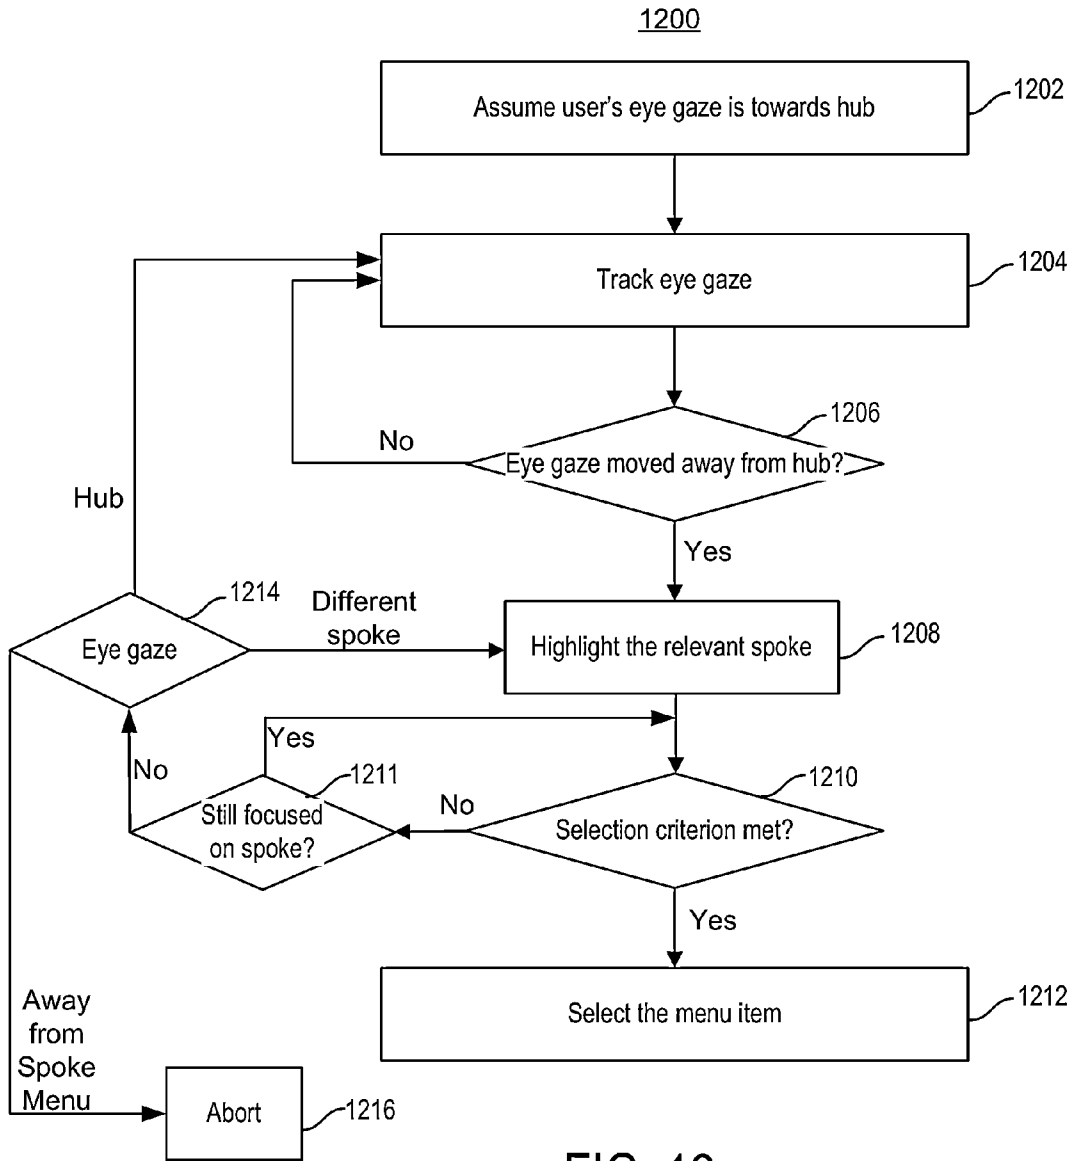 1200
Assume user's eye gaze is towards hub
1202
Track eye gaze
1204
1206
No
Eye gaze moved away from hub?
Hub
Yes
1214
Different
spoke
Eye gaze
Highlight the relevant spoke
1208
Yes
1211
1210
No
Still focused
on spoke?
No
Selection criterion met?
Yes
Away
from
Spoke
Menu
Select the menu item
1212
Abort
1216
FIG.